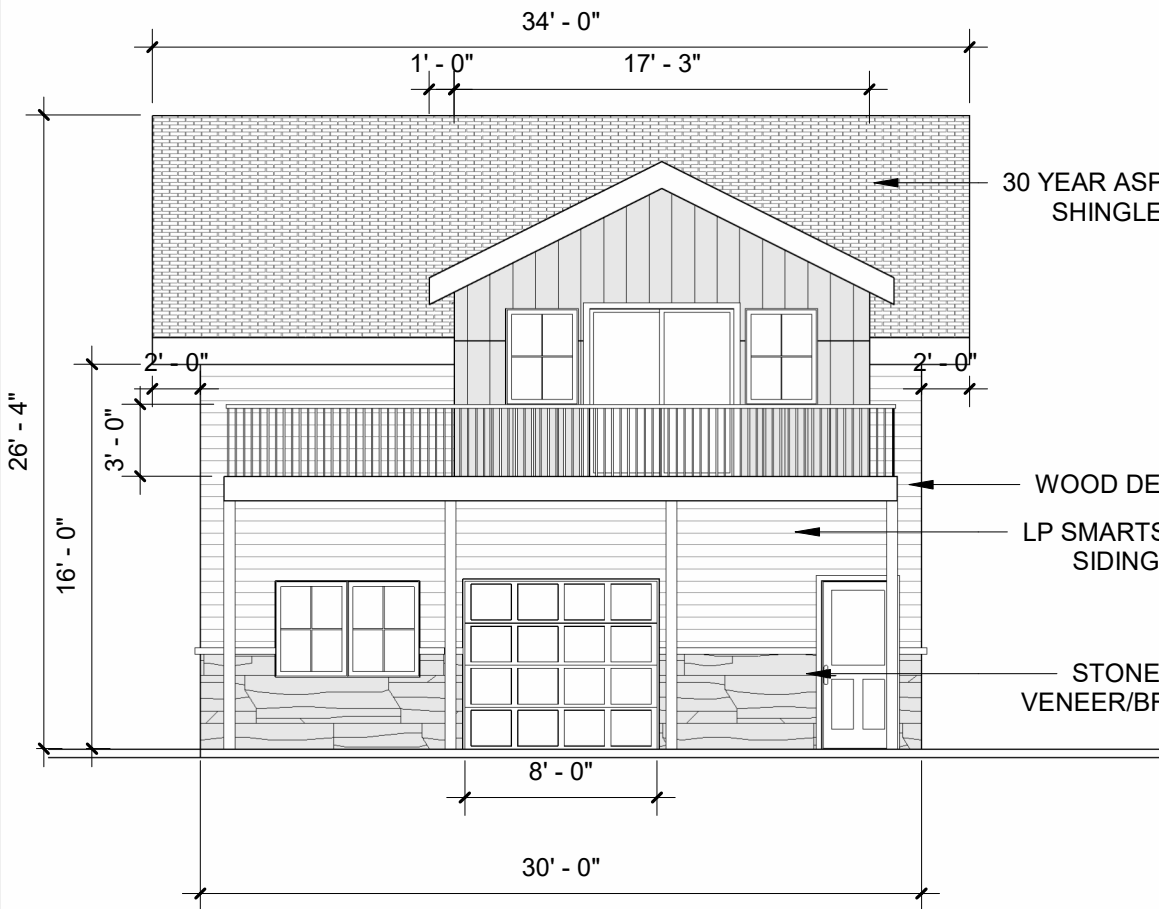 34' - 0"
1' - 0"
17' - 3"
30 YEAR ASP
SHINGLE
2' - 0"
2' - 0"
26' - 4"
3' - 0"
16' - 0"
WOOD DE
LP SMARTS
SIDING
STONE
VENEER/BF
8' - 0"
30' - 0"